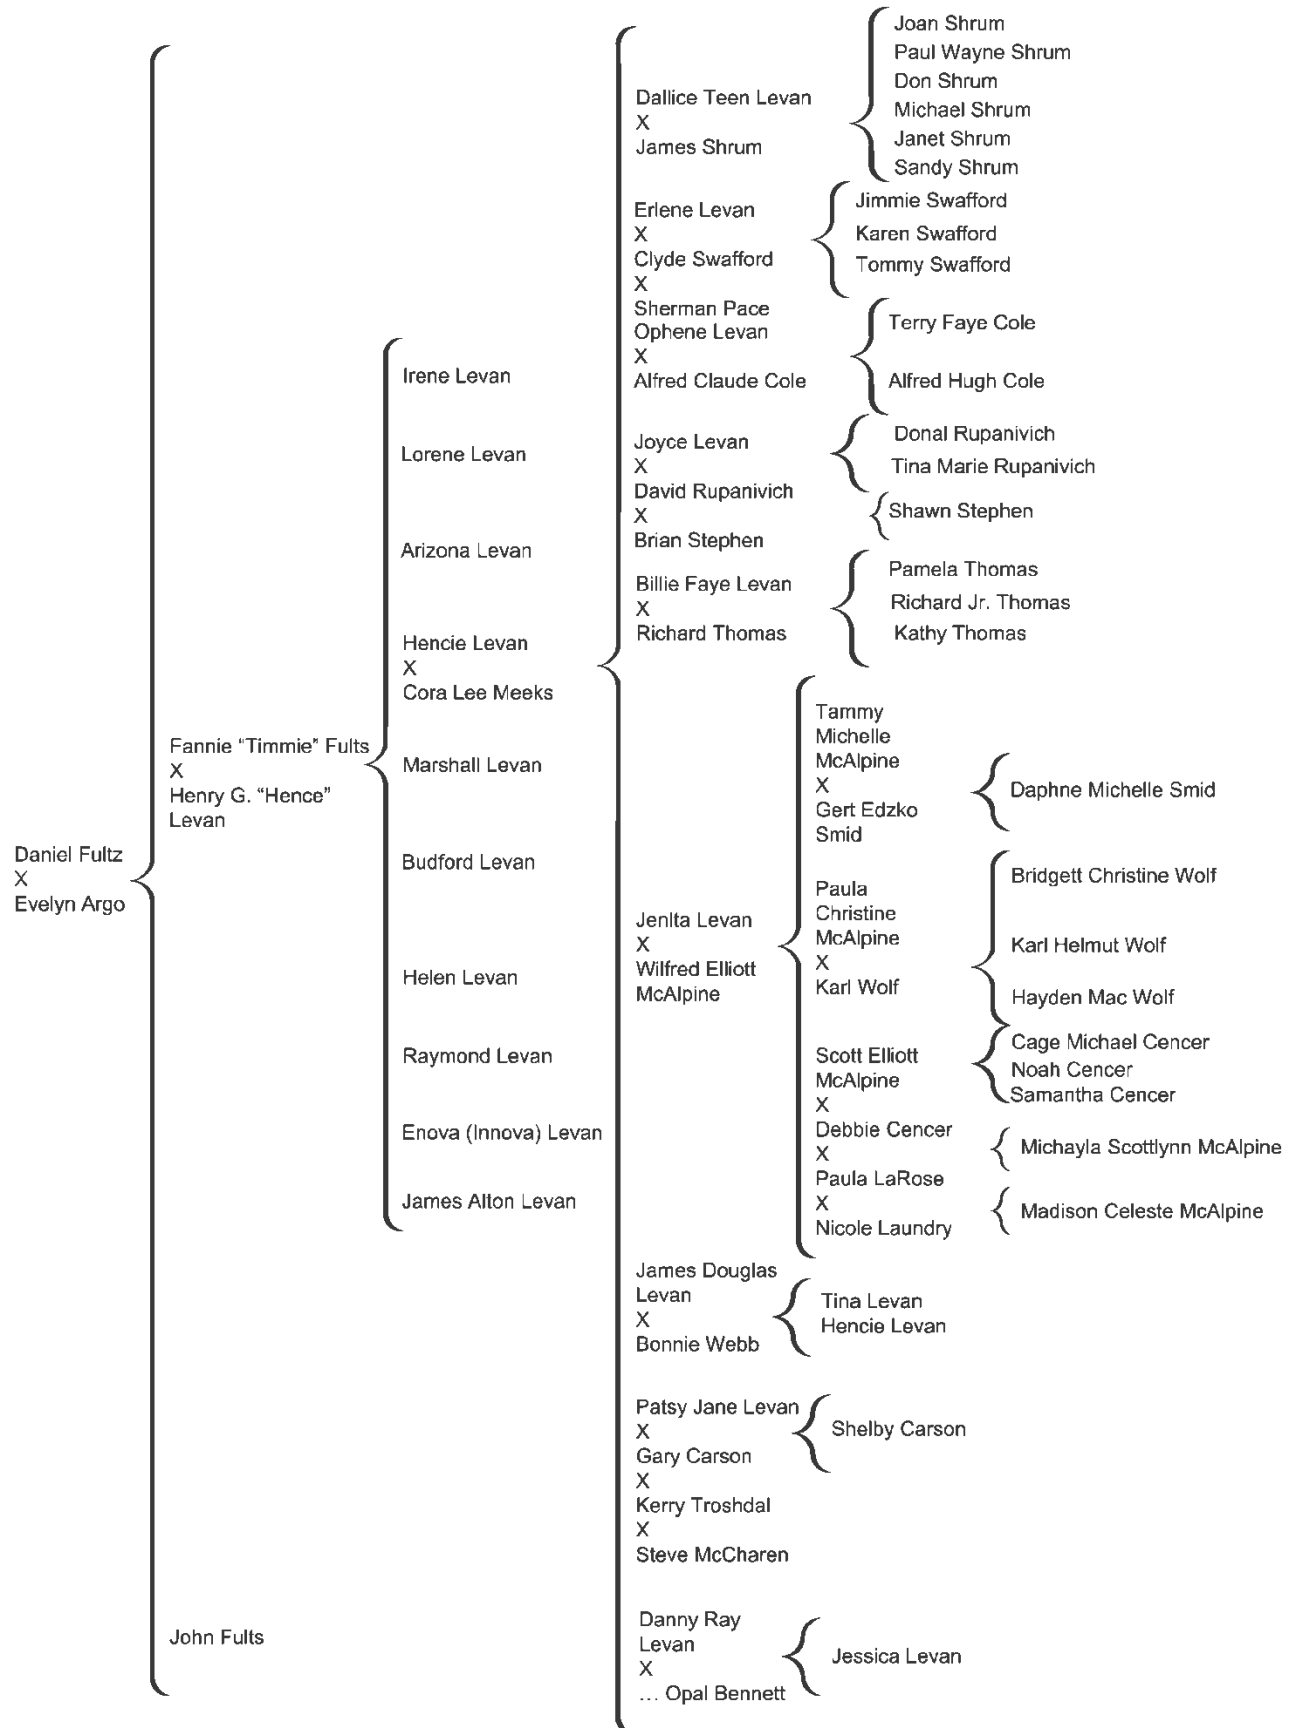 Daniel Fultz
X
Evelyn Argo
Fannie “Timmie” Fults
X
Henry G. “Hence”
Levan
John Fults
Irene Levan
Lorene Levan
Arizona Levan
Hencie Levan
X
Cora Lee Meeks
Marshall Levan
Budford Levan
Helen Levan
Raymond Levan
Enova (Innova) Levan
James Alton Levan
Dallice Teen Levan
X
James Shrum
Joan Shrum
Paul Wayne Shrum
Don Shrum
Michael Shrum
Janet Shrum
Sandy Shrum
Erlene Levan
X
Clyde Swafford
X
Sherman Pace
Jimmie Swafford
Karen Swafford
Tommy Swafford
Ophene Levan
X
Alfred Claude Cole
Terry Faye Cole
Alfred Hugh Cole
Joyce Levan
X
David Rupanivich
X
Brian Stephen
Donal Rupanivich
Tina Marie Rupanivich
Shawn Stephen
Billie Faye Levan
X
Richard Thomas
Pamela Thomas
Richard Jr. Thomas
Kathy Thomas
Jenlta Levan
X
Wilfred Elliott
McAlpine
Tammy
Michelle
McAlpine
X
Gert Edzko
Smid
Daphne Michelle Smid
Paula
Christine
McAlpine
X
Karl Wolf
Bridgett Christine Wolf
Karl Helmut Wolf
Hayden Mac Wolf
Scott Elliott
McAlpine
X
Debbie Cencer
X
Paula LaRose
X
Nicole Laundry
Cage Michael Cencer
Noah Cencer
Samantha Cencer
Michayla Scottlynn McAlpine
Madison Celeste McAlpine
James Douglas
Levan
X
Bonnie Webb
Tina Levan
Hencie Levan
Patsy Jane Levan
X
Gary Carson
X
Kerry Troshdal
X
Steve McCharen
Shelby Carson
Danny Ray
Levan
X
… Opal Bennett
Jessica Levan